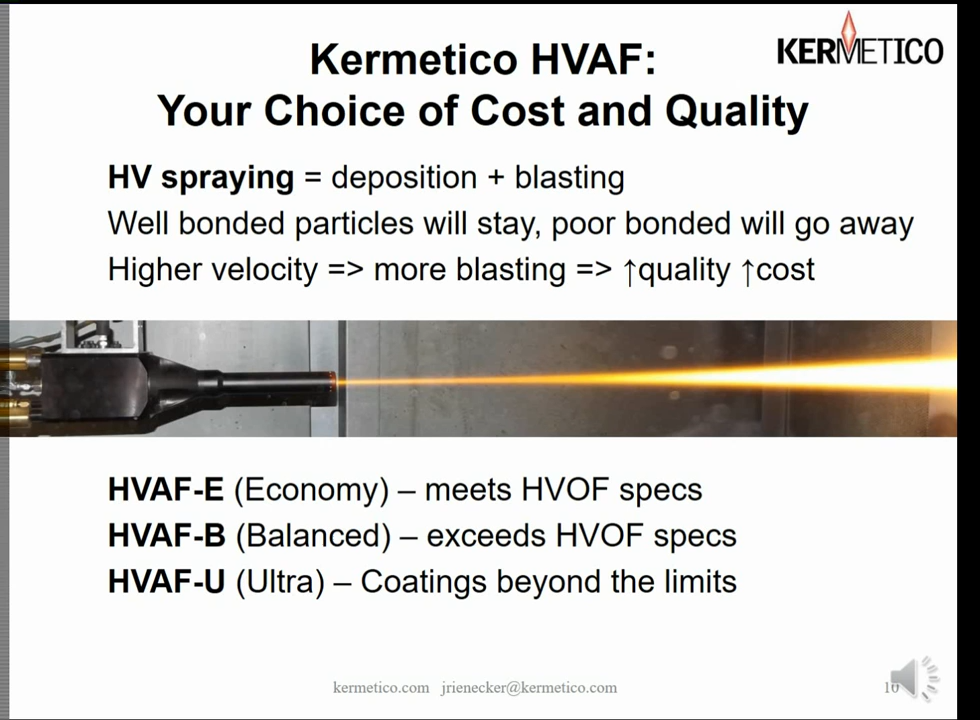 KERMETICO
Kermetico HVAF:
Your Choice of Cost and Quality
HV spraying = deposition + blasting
Well bonded particles will stay, poor bonded will go away
Higher velocity => more blasting => ↑quality ↑cost
HVAF-E (Economy) – meets HVOF specs
HVAF-B (Balanced) – exceeds HVOF specs
HVAF-U (Ultra) – Coatings beyond the limits
kermetico.com jrienecker@kermetico.com
10